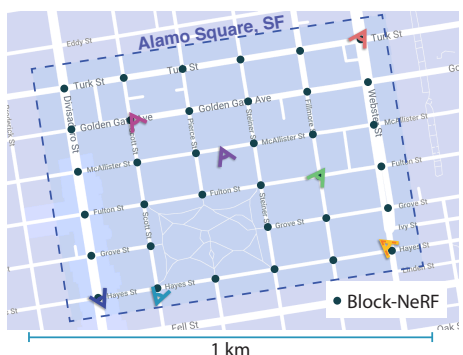 Alamo Square, SF
Eddy St
Turk St
Turk St
Turk St
Divisadero St
Golden Gate Ave
Golden Gate Ave
Scott St
Pierce St
Steiner St
Fillmore St
Webster St
McAllister St
McAllister St
Fulton St
Fulton St
Fulton St
Scott St
Steiner St
Grove St
Grove St
Grove St
Ivy St
Hayes St
Hayes St
Hayes St
Linden St
Fell St
Oak St
Block-NeRF
1 km